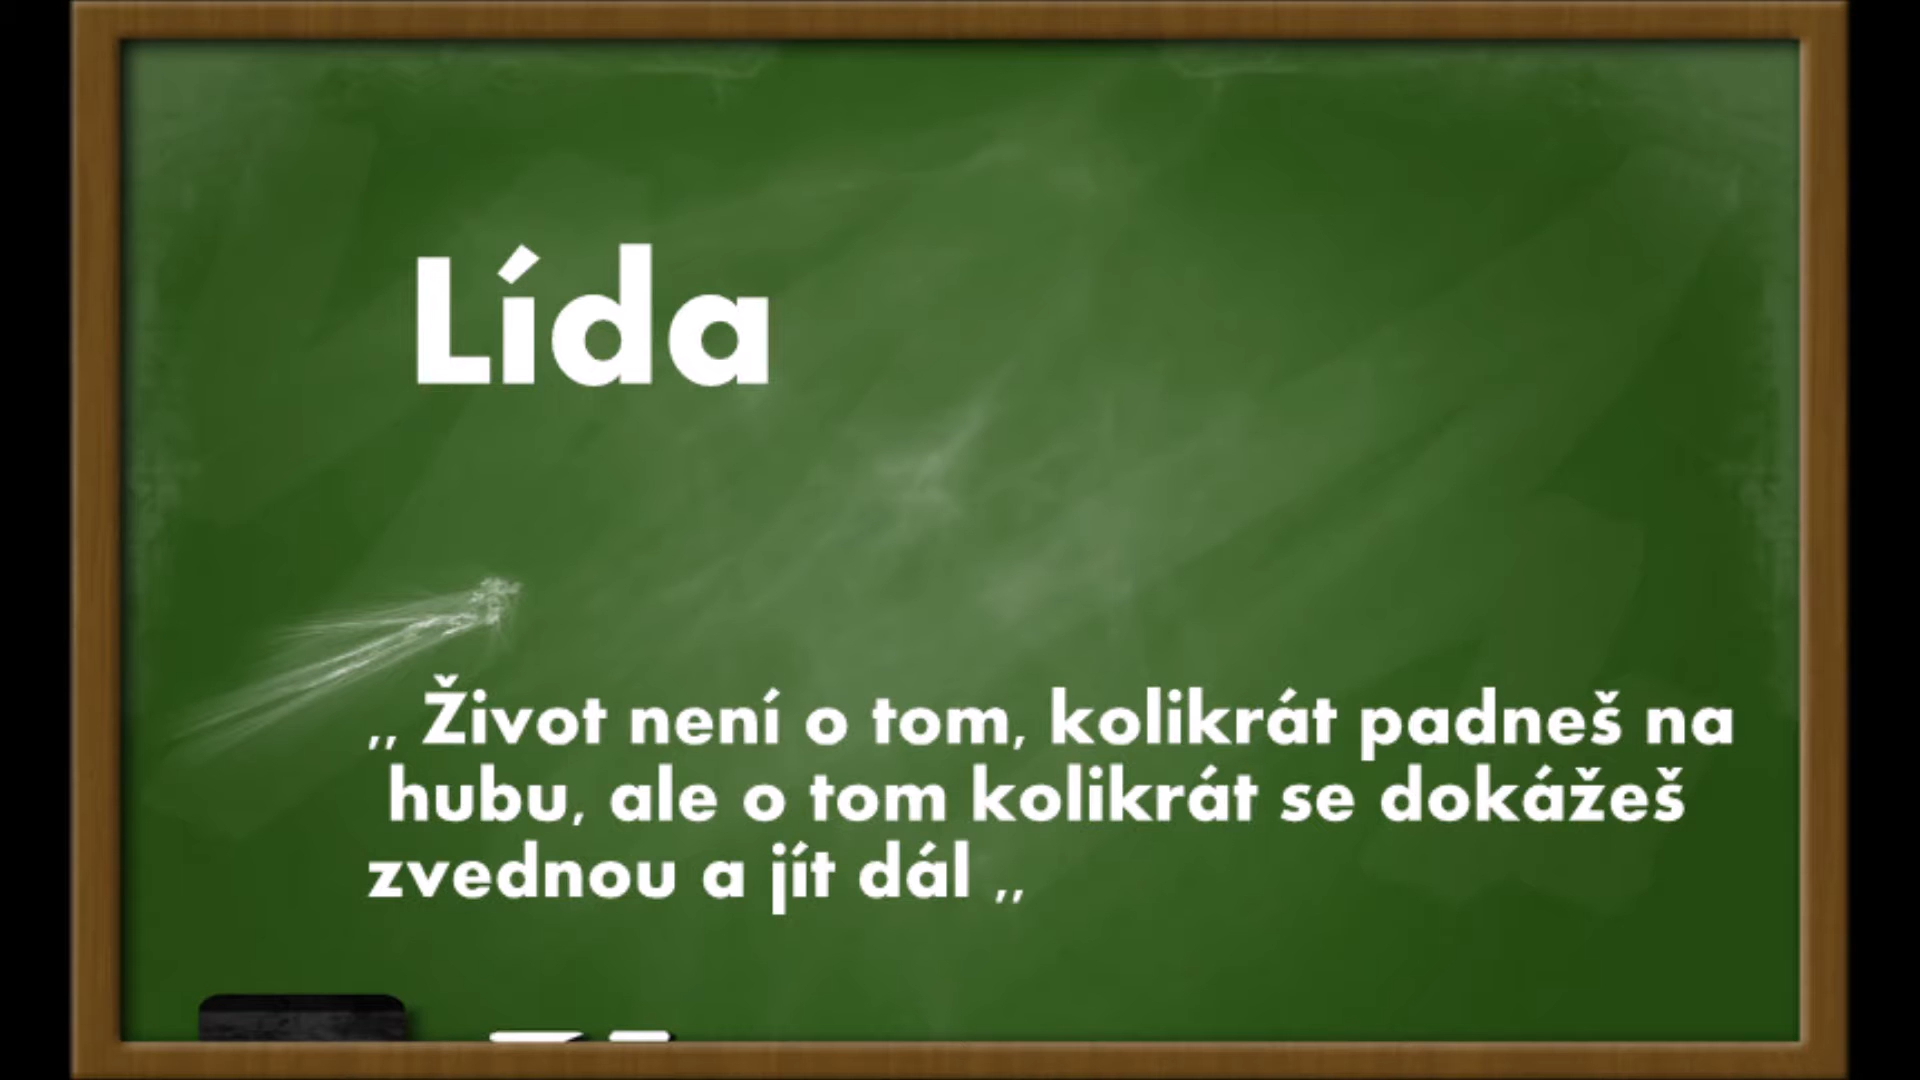 Lída
,, Život není o tom, kolikrát padneš na
hubu, ale o tom kolikrát se dokážeš
zvednou a jít dál ,,